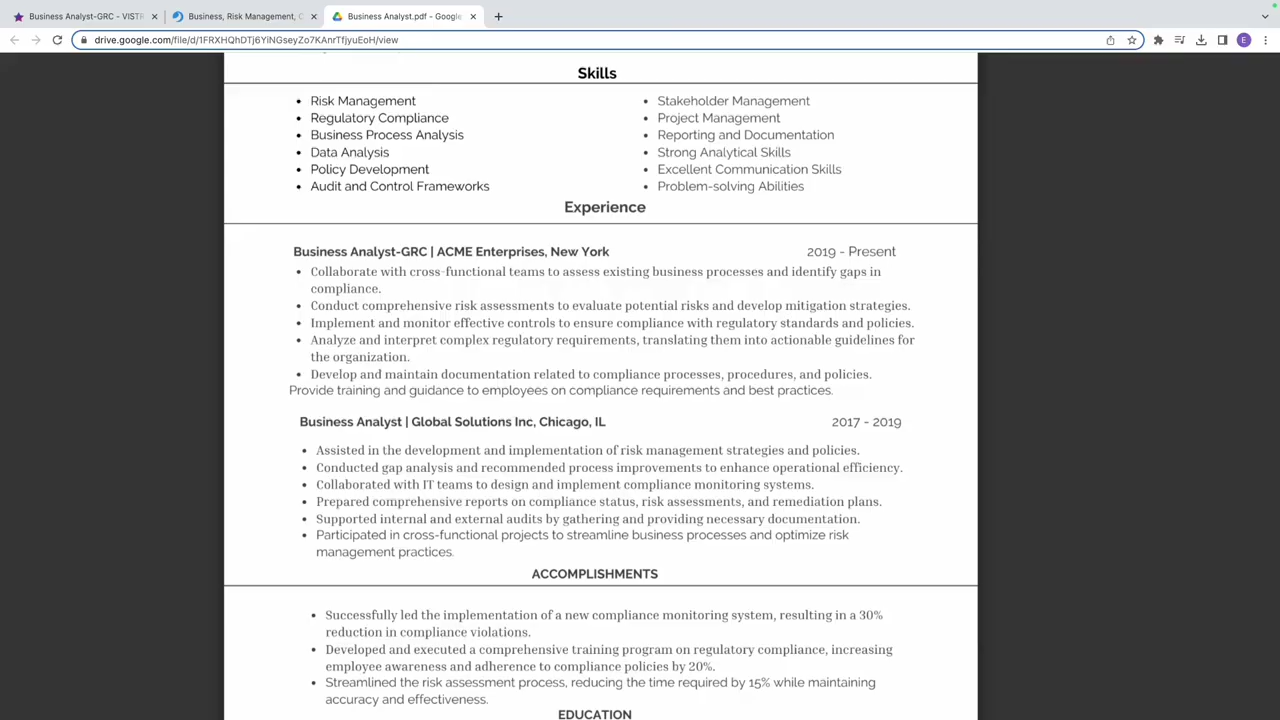 Business Analyst-GRC - VISTR
Business, Risk Management, C
Business Analyst.pdf - Google
drive.google.com/file/d/1FRXHQhDTj6YiNGseyZo7KAnrTfjyuEoH/view
E
Skills
Risk Management
Regulatory Compliance
Business Process Analysis
Data Analysis
Policy Development
Audit and Control Frameworks
Stakeholder Management
Project Management
Reporting and Documentation
Strong Analytical Skills
Excellent Communication Skills
Problem-solving Abilities
Experience
Business Analyst-GRC | ACME Enterprises, New York 2019 - Present
Collaborate with cross-functional teams to assess existing business processes and identify gaps in
compliance.
Conduct comprehensive risk assessments to evaluate potential risks and develop mitigation strategies.
Implement and monitor effective controls to ensure compliance with regulatory standards and policies.
Analyze and interpret complex regulatory requirements, translating them into actionable guidelines for
the organization.
Develop and maintain documentation related to compliance processes, procedures, and policies.
Provide training and guidance to employees on compliance requirements and best practices.
Business Analyst | Global Solutions Inc, Chicago, IL 2017 - 2019
Assisted in the development and implementation of risk management strategies and policies.
Conducted gap analysis and recommended process improvements to enhance operational efficiency.
Collaborated with IT teams to design and implement compliance monitoring systems.
Prepared comprehensive reports on compliance status, risk assessments, and remediation plans.
Supported internal and external audits by gathering and providing necessary documentation.
Participated in cross-functional projects to streamline business processes and optimize risk
management practices.
ACCOMPLISHMENTS
Successfully led the implementation of a new compliance monitoring system, resulting in a 30%
reduction in compliance violations.
Developed and executed a comprehensive training program on regulatory compliance, increasing
employee awareness and adherence to compliance policies by 20%.
Streamlined the risk assessment process, reducing the time required by 15% while maintaining
accuracy and effectiveness.
EDUCATION